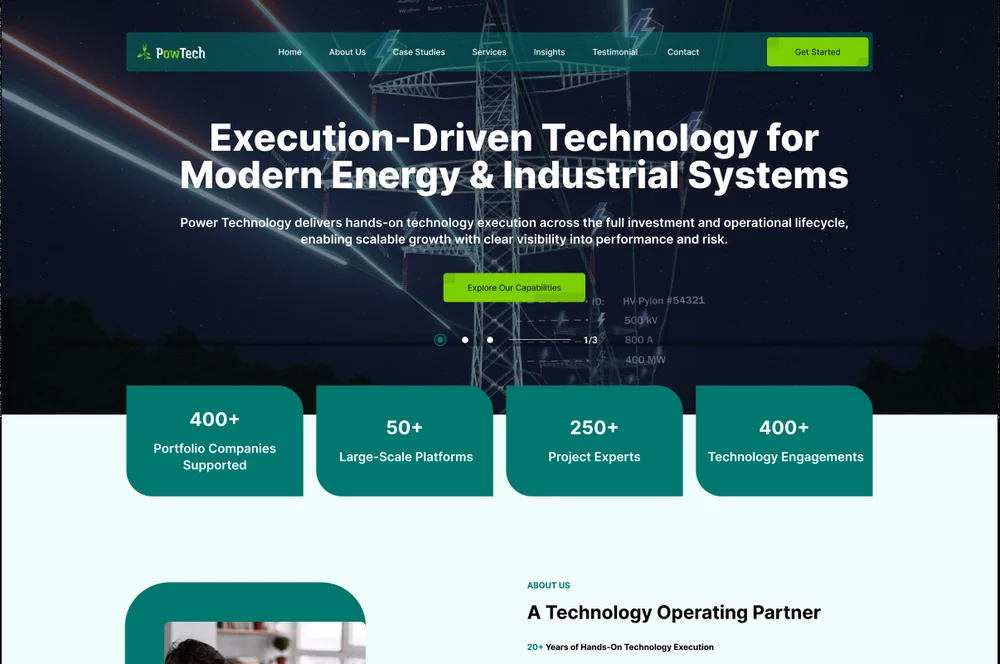 PowTech
Home
About Us
Case Studies
Services
Insights
Testimonial
Contact
Get Started
Execution-Driven Technology for
Modern Energy & Industrial Systems
Power Technology delivers hands-on technology execution across the full investment and operational lifecycle,
enabling scalable growth with clear visibility into performance and risk.
Explore Our Capabilities
ID: HV-Pylon #54321
500 kV
1/3
800 A
400 MW
400+
Portfolio Companies
Supported
50+
Large-Scale Platforms
250+
Project Experts
400+
Technology Engagements
ABOUT US
A Technology Operating Partner
20+ Years of Hands-On Technology Execution